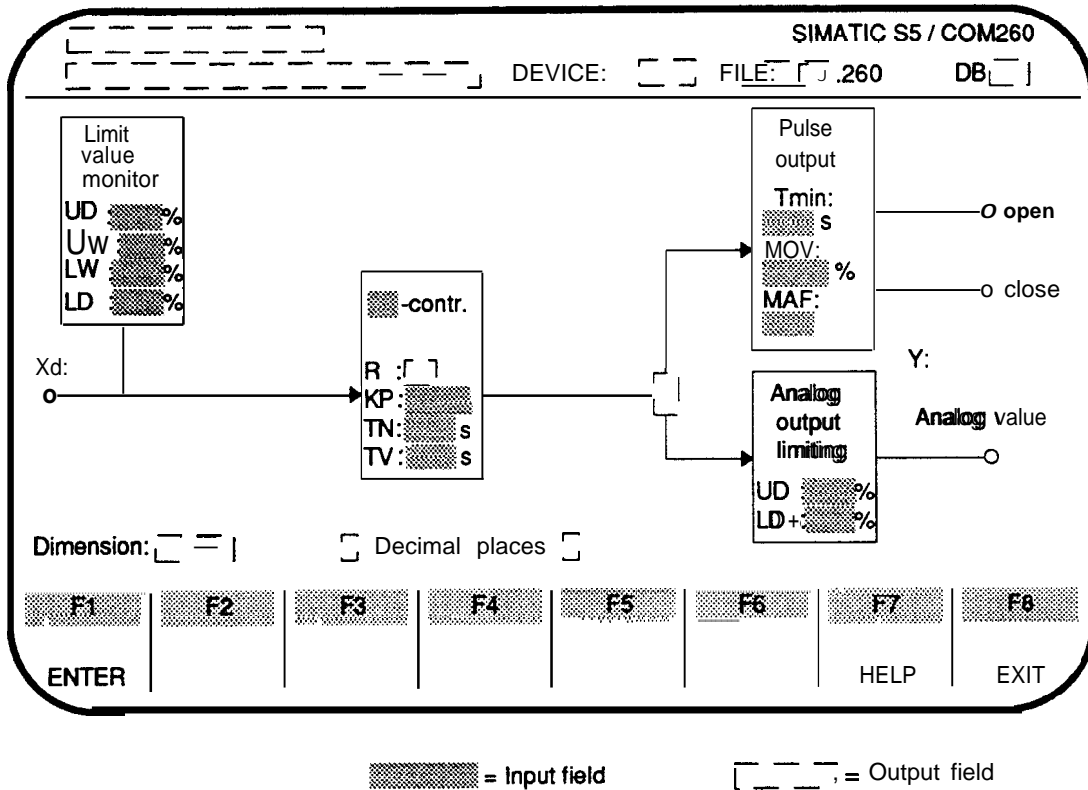 SIMATIC S5 / COM260
DEVICE: FILE: .260 DB
Limit
value
monitor
UD %
Uw %
LW %
LD %
Xd:
-contr.
R :
KP:
TN: s
TV: s
Pulse
output
Tmin:
s
MOV:
%
MAF:
open
close
Y:
Analog
output
limiting
UD %
LD+: %
Analog value
Dimension: Decimal places
F1 F2 F3 F4 F5 F6 F7 F8
ENTER HELP EXIT
= Input field = Output field